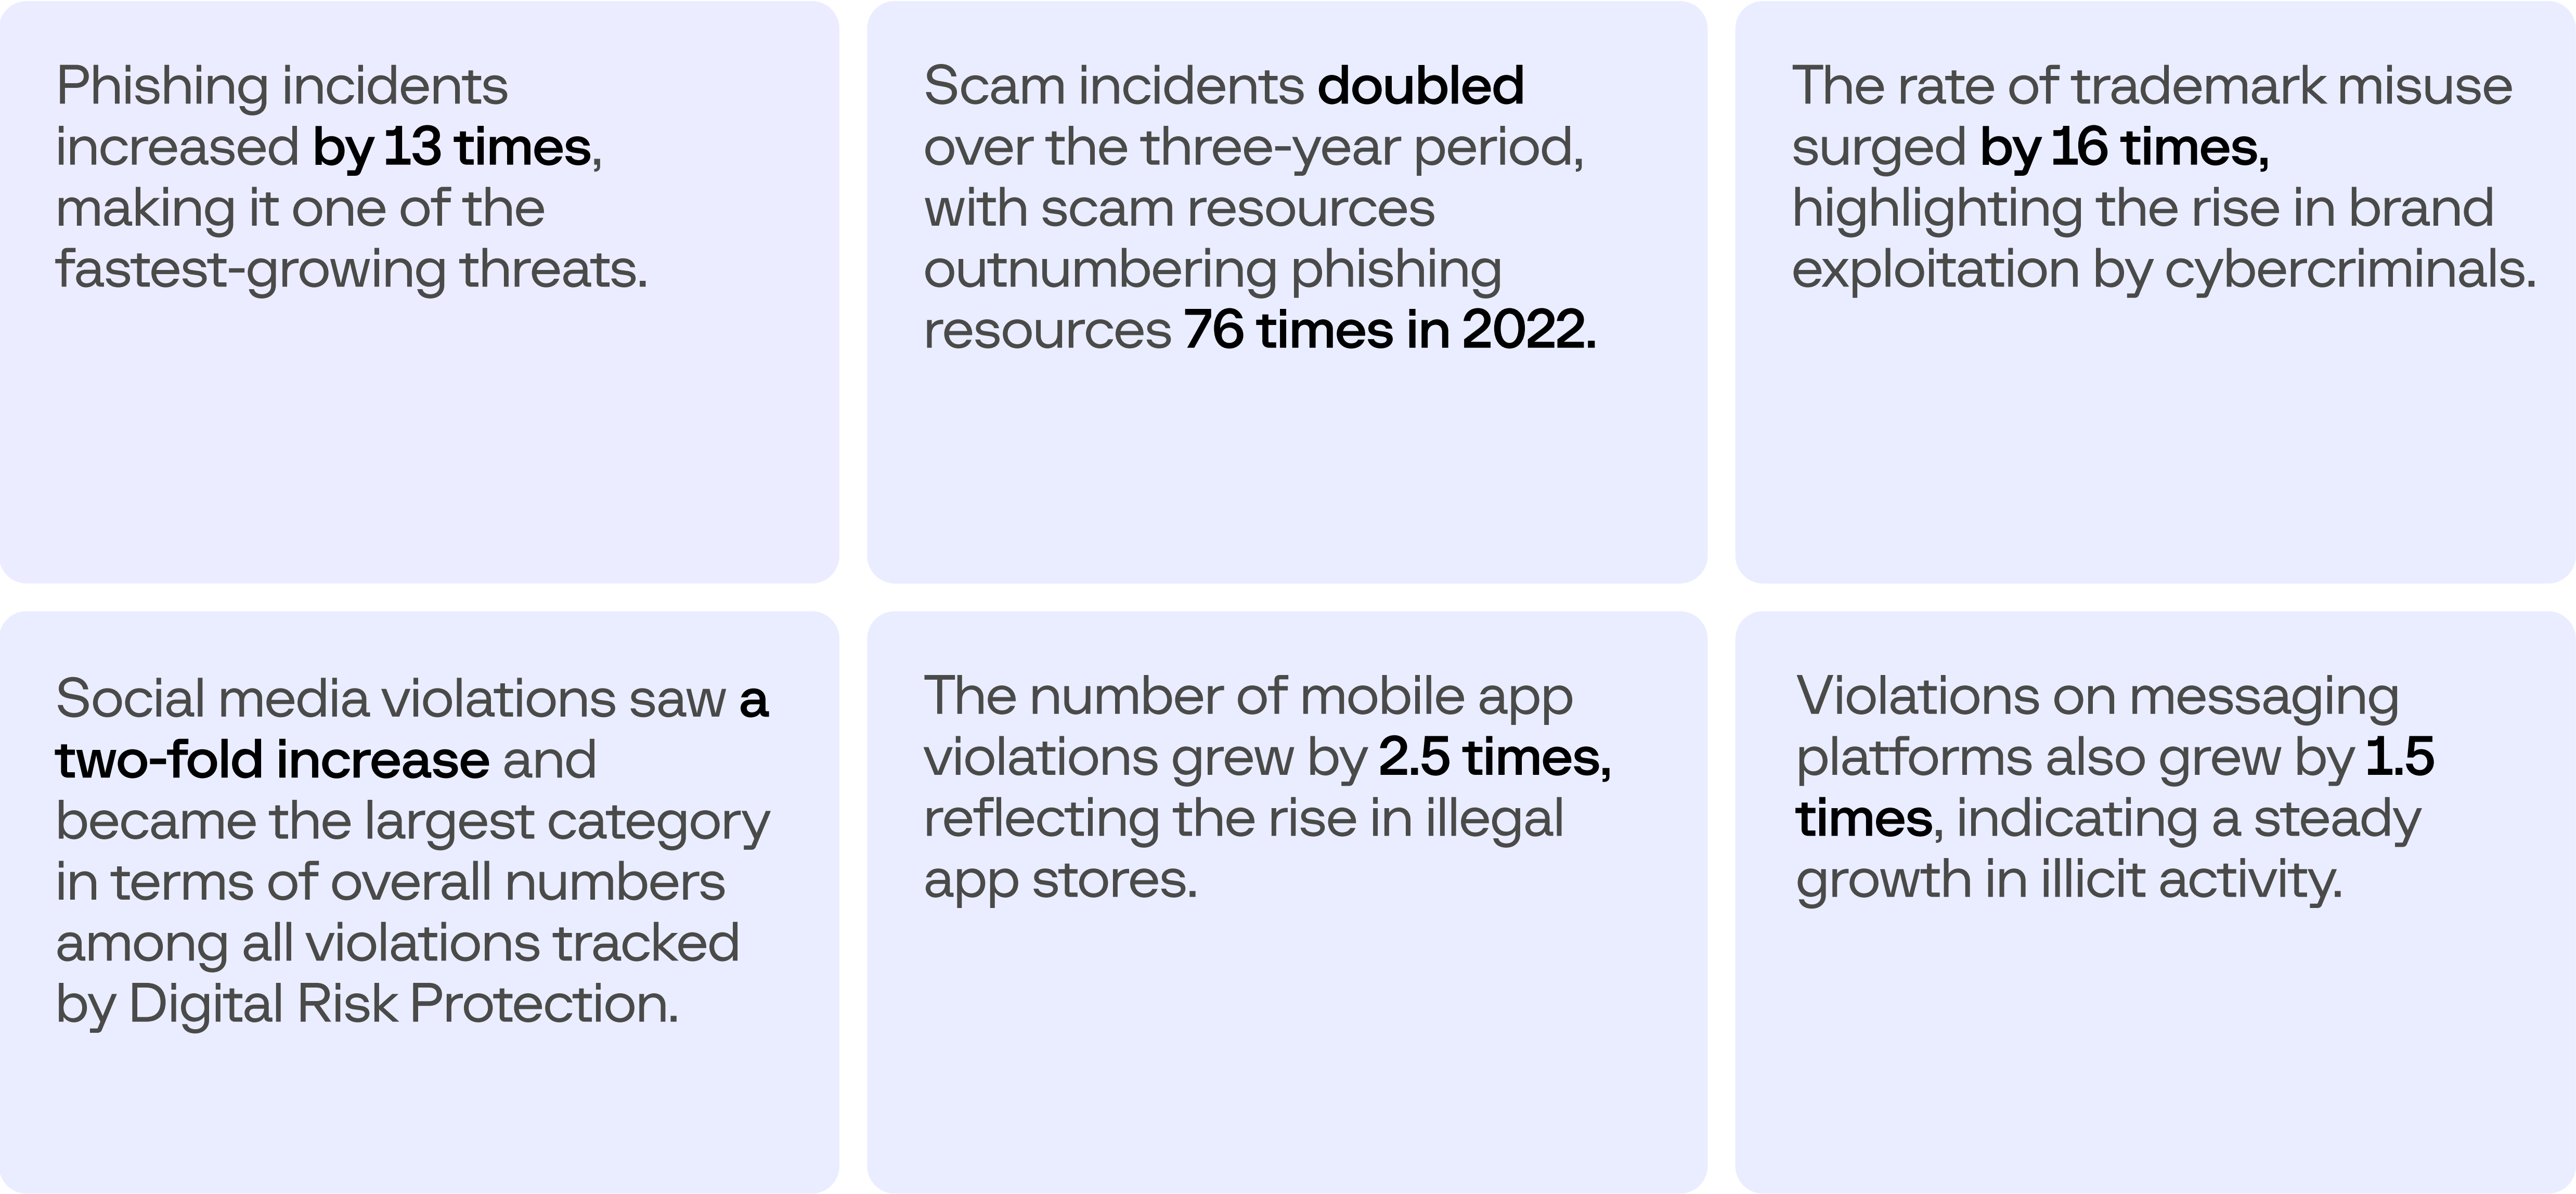 Phishing incidents
increased by 13 times,
making it one of the
fastest-growing threats.
Scam incidents doubled
over the three-year period,
with scam resources
outnumbering phishing
resources 76 times in 2022.
The rate of trademark misuse
surged by 16 times,
highlighting the rise in brand
exploitation by cybercriminals.
Social media violations saw a
two-fold increase and
became the largest category
in terms of overall numbers
among all violations tracked
by Digital Risk Protection.
The number of mobile app
violations grew by 2.5 times,
reflecting the rise in illegal
app stores.
Violations on messaging
platforms also grew by 1.5
times, indicating a steady
growth in illicit activity.